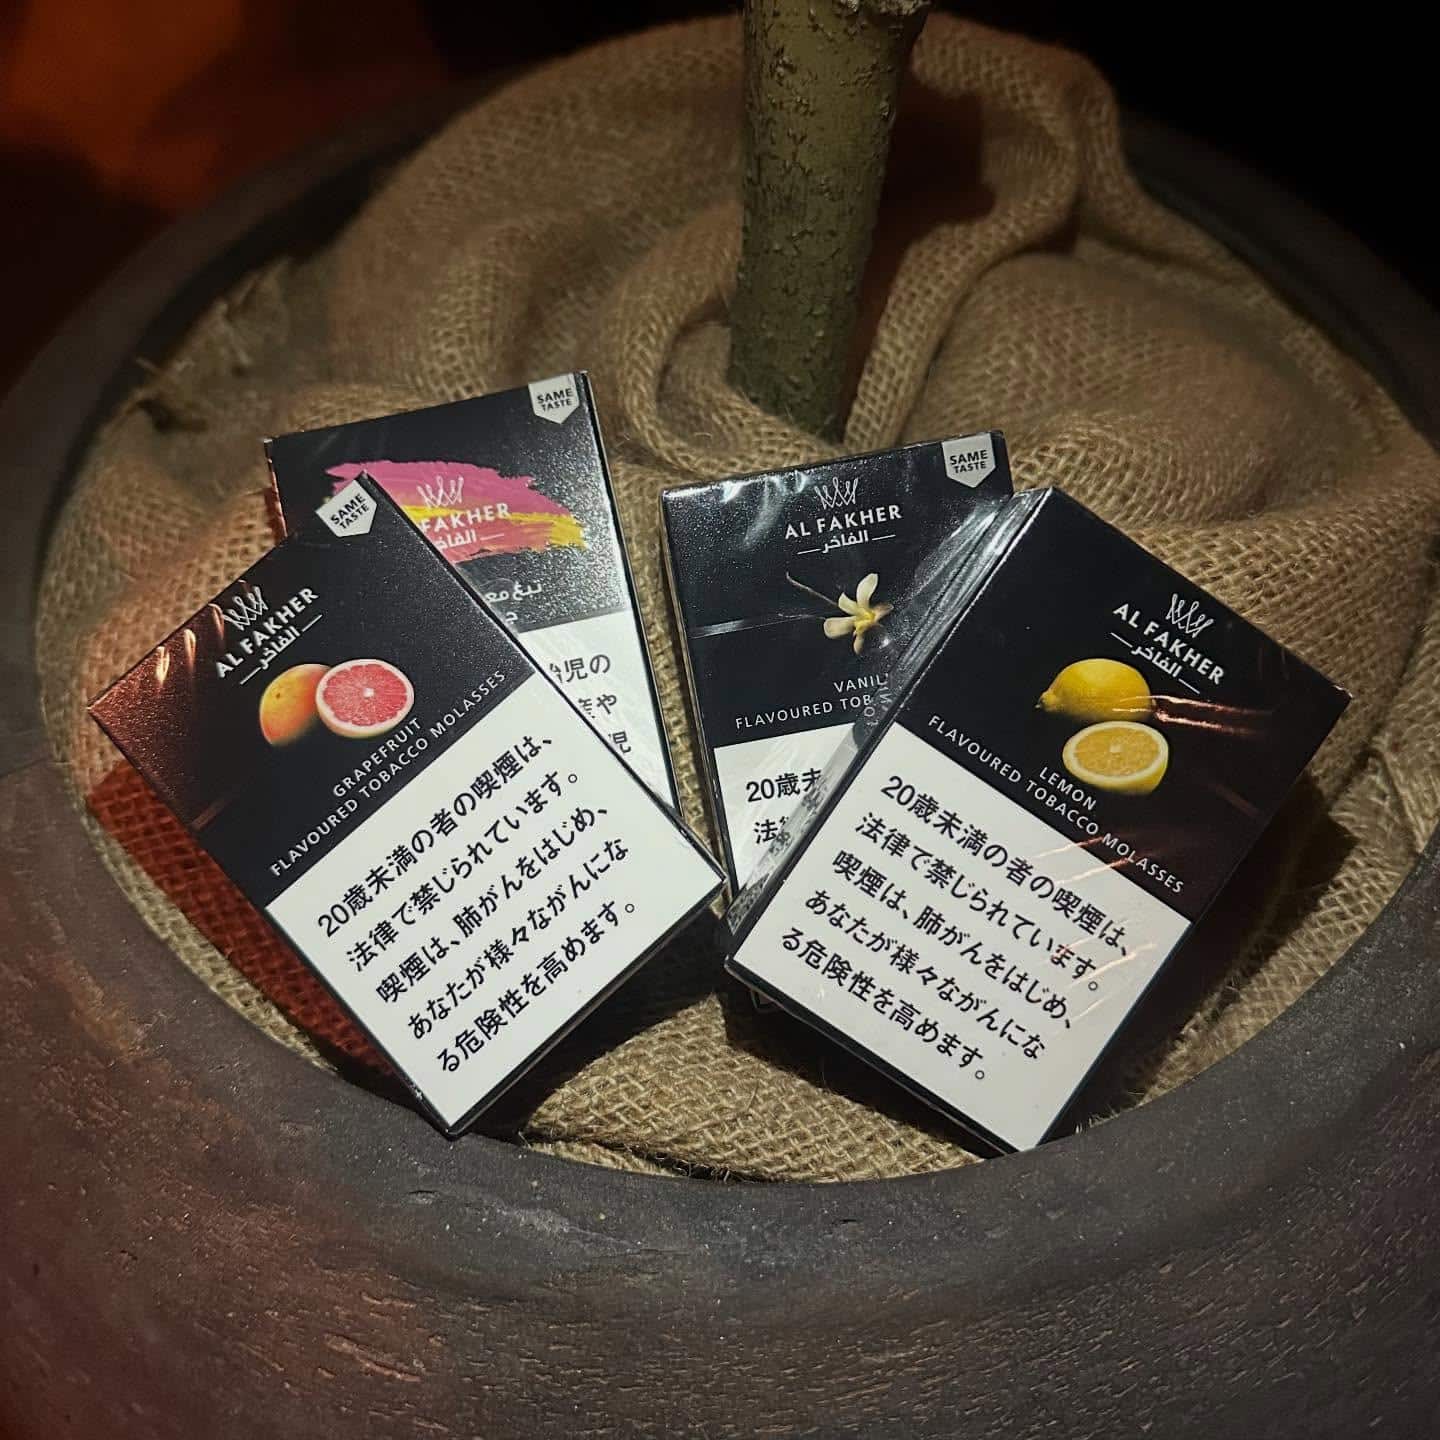 SAME
TASTE
AL FAKHER
الفاخر
GRAPEFRUIT
FLAVOURED TOBACCO MOLASSES
20歳未満の者の喫煙は、
法律で禁じられています。
喫煙は、肺がんをはじめ、
あなたが様々ながんにな
る危険性を高めます。
SAME
TASTE
FAKHER
児の
や
児
SAME
TASTE
AL FAKHER
الفاخر
FLAVOURED
20歳未
法律
AL FAKHER
الفاخر
LEMON
FLAVOURED TOBACCO MOLASSES
20歳未満の者の喫煙は、
法律で禁じられています。
喫煙は、肺がんをはじめ、
あなたが様々ながんにな
る危険性を高めます。